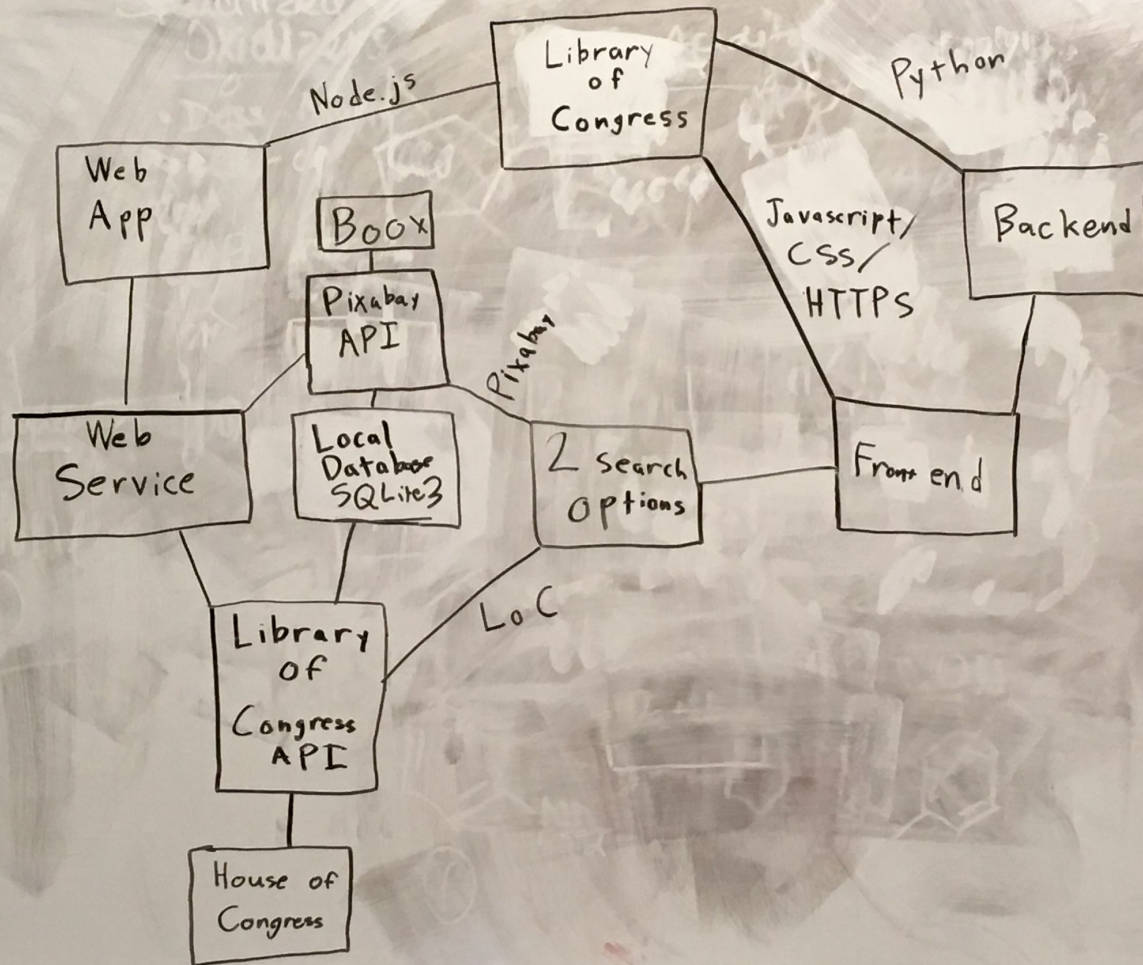 Library
of
Congress
Node.js
Python
Web
App
Boox
Javascript/
CSS/
HTTPS
Backend
Pixabay
API
Pixabay
Web
Service
Local
Database
SQLite3
2 Search
options
Front end
LoC
Library
of
Congress
API
House of
Congress